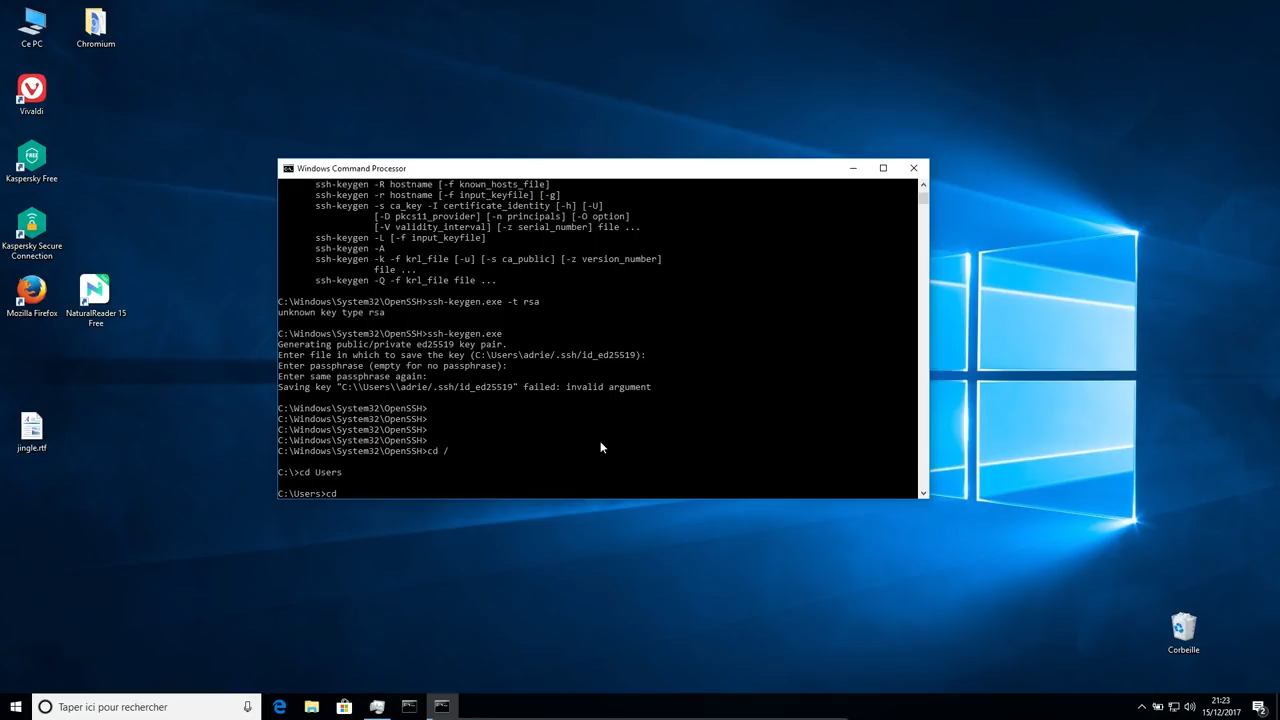 Ce PC
Chromium
Vivaldi
Kaspersky Free
Kaspersky Secure
Connection
Mozilla Firefox
NaturalReader 15
Free
jingle.rtf
Windows Command Processor
ssh-keygen -R hostname [-f known_hosts_file]
ssh-keygen -r hostname [-f input_keyfile] [-g]
ssh-keygen -s ca_key -I certificate_identity [-h] [-U]
[-D pkcs11_provider] [-n principals] [-O option]
[-V validity_interval] [-z serial_number] file ...
ssh-keygen -L [-f input_keyfile]
ssh-keygen -A
ssh-keygen -k -f krl_file [-u] [-s ca_public] [-z version_number]
file ...
ssh-keygen -Q -f krl_file file ...
C:\Windows\System32\OpenSSH>ssh-keygen.exe -t rsa
unknown key type rsa
C:\Windows\System32\OpenSSH>ssh-keygen.exe
Generating public/private ed25519 key pair.
Enter file in which to save the key (C:\Users\adrie/.ssh/id_ed25519):
Enter passphrase (empty for no passphrase):
Enter same passphrase again:
Saving key "C:\\Users\\adrie/.ssh/id_ed25519" failed: invalid argument
C:\Windows\System32\OpenSSH>
C:\Windows\System32\OpenSSH>
C:\Windows\System32\OpenSSH>
C:\Windows\System32\OpenSSH>
C:\Windows\System32\OpenSSH>cd /
C:\>cd Users
C:\Users>cd
Corbeille
Taper ici pour rechercher
21:23
15/12/2017
2